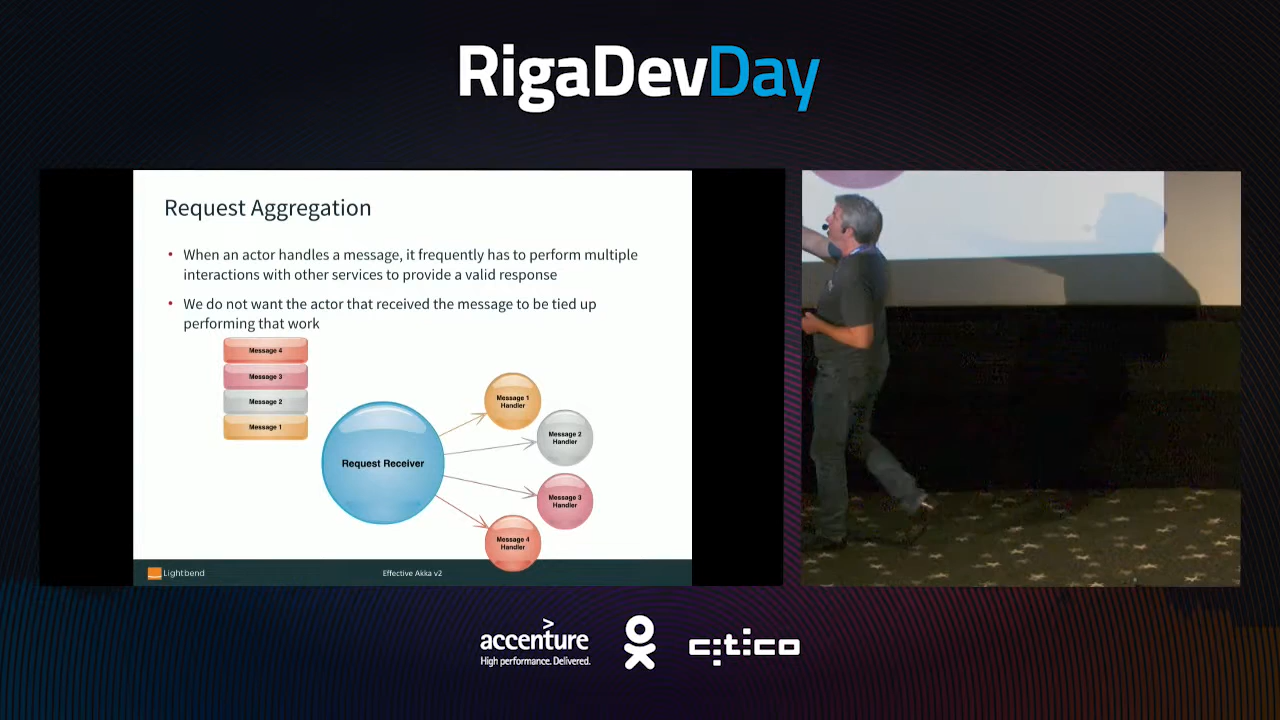 RigaDevDay
Request Aggregation
• When an actor handles a message, it frequently has to perform multiple
interactions with other services to provide a valid response
• We do not want the actor that received the message to be tied up
performing that work
Message 4
Message 3
Message 2
Message 1
Request Receiver
Message 1
Handler
Message 2
Handler
Message 3
Handler
Message 4
Handler
Lightbend
Effective Akka v2
accenture
High performance. Delivered.
citico